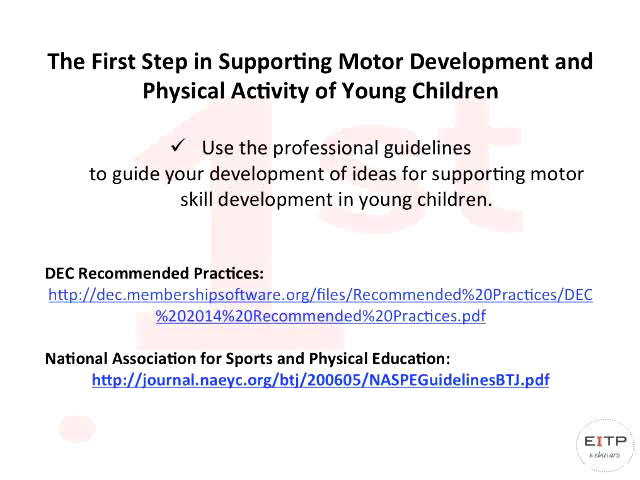 The First Step in Supporting Motor Development and
Physical Activity of Young Children
1st
✓ Use the professional guidelines
to guide your development of ideas for supporting motor
skill development in young children.
DEC Recommended Practices:
http://dec.membershipsoftware.org/files/Recommended%20Practices/DEC
%202014%20Recommended%20Practices.pdf
National Association for Sports and Physical Education:
http://journal.naeyc.org/btj/200605/NASPEGuidelinesBTJ.pdf
EITP
webinars